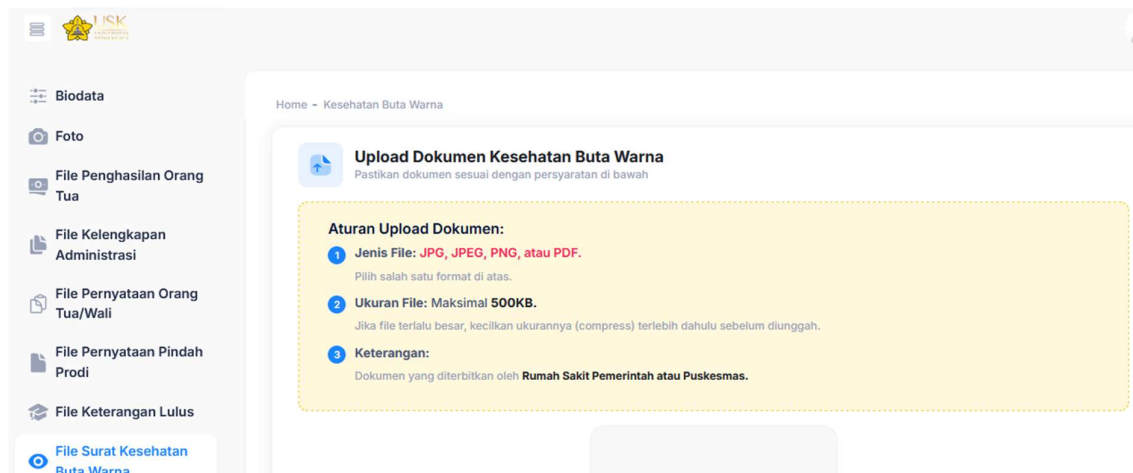 USK
Biodata
Foto
File Penghasilan Orang
Tua
File Kelengkapan
Administrasi
File Pernyataan Orang
Tua/Wali
File Pernyataan Pindah
Prodi
File Keterangan Lulus
File Surat Kesehatan
Buta Warna
Home - Kesehatan Buta Warna
Upload Dokumen Kesehatan Buta Warna
Pastikan dokumen sesuai dengan persyaratan di bawah
Aturan Upload Dokumen:
1 Jenis File: JPG, JPEG, PNG, atau PDF.
Pilih salah satu format di atas.
2 Ukuran File: Maksimal 500KB.
Jika file terlalu besar, kecilkan ukurannya (compress) terlebih dahulu sebelum diunggah.
3 Keterangan:
Dokumen yang diterbitkan oleh Rumah Sakit Pemerintah atau Puskesmas.